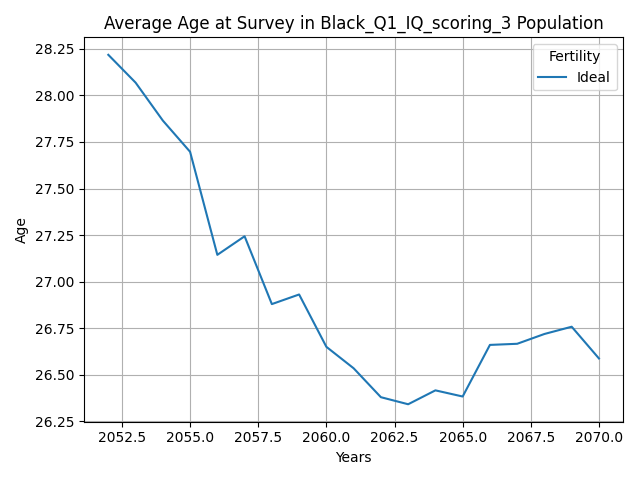 Average Age at Survey in Black_Q1_IQ_scoring_3 Population
Fertility
Ideal
Age
28.25
28.00
27.75
27.50
27.25
27.00
26.75
26.50
26.25
2052.5 2055.0 2057.5 2060.0 2062.5 2065.0 2067.5 2070.0
Years